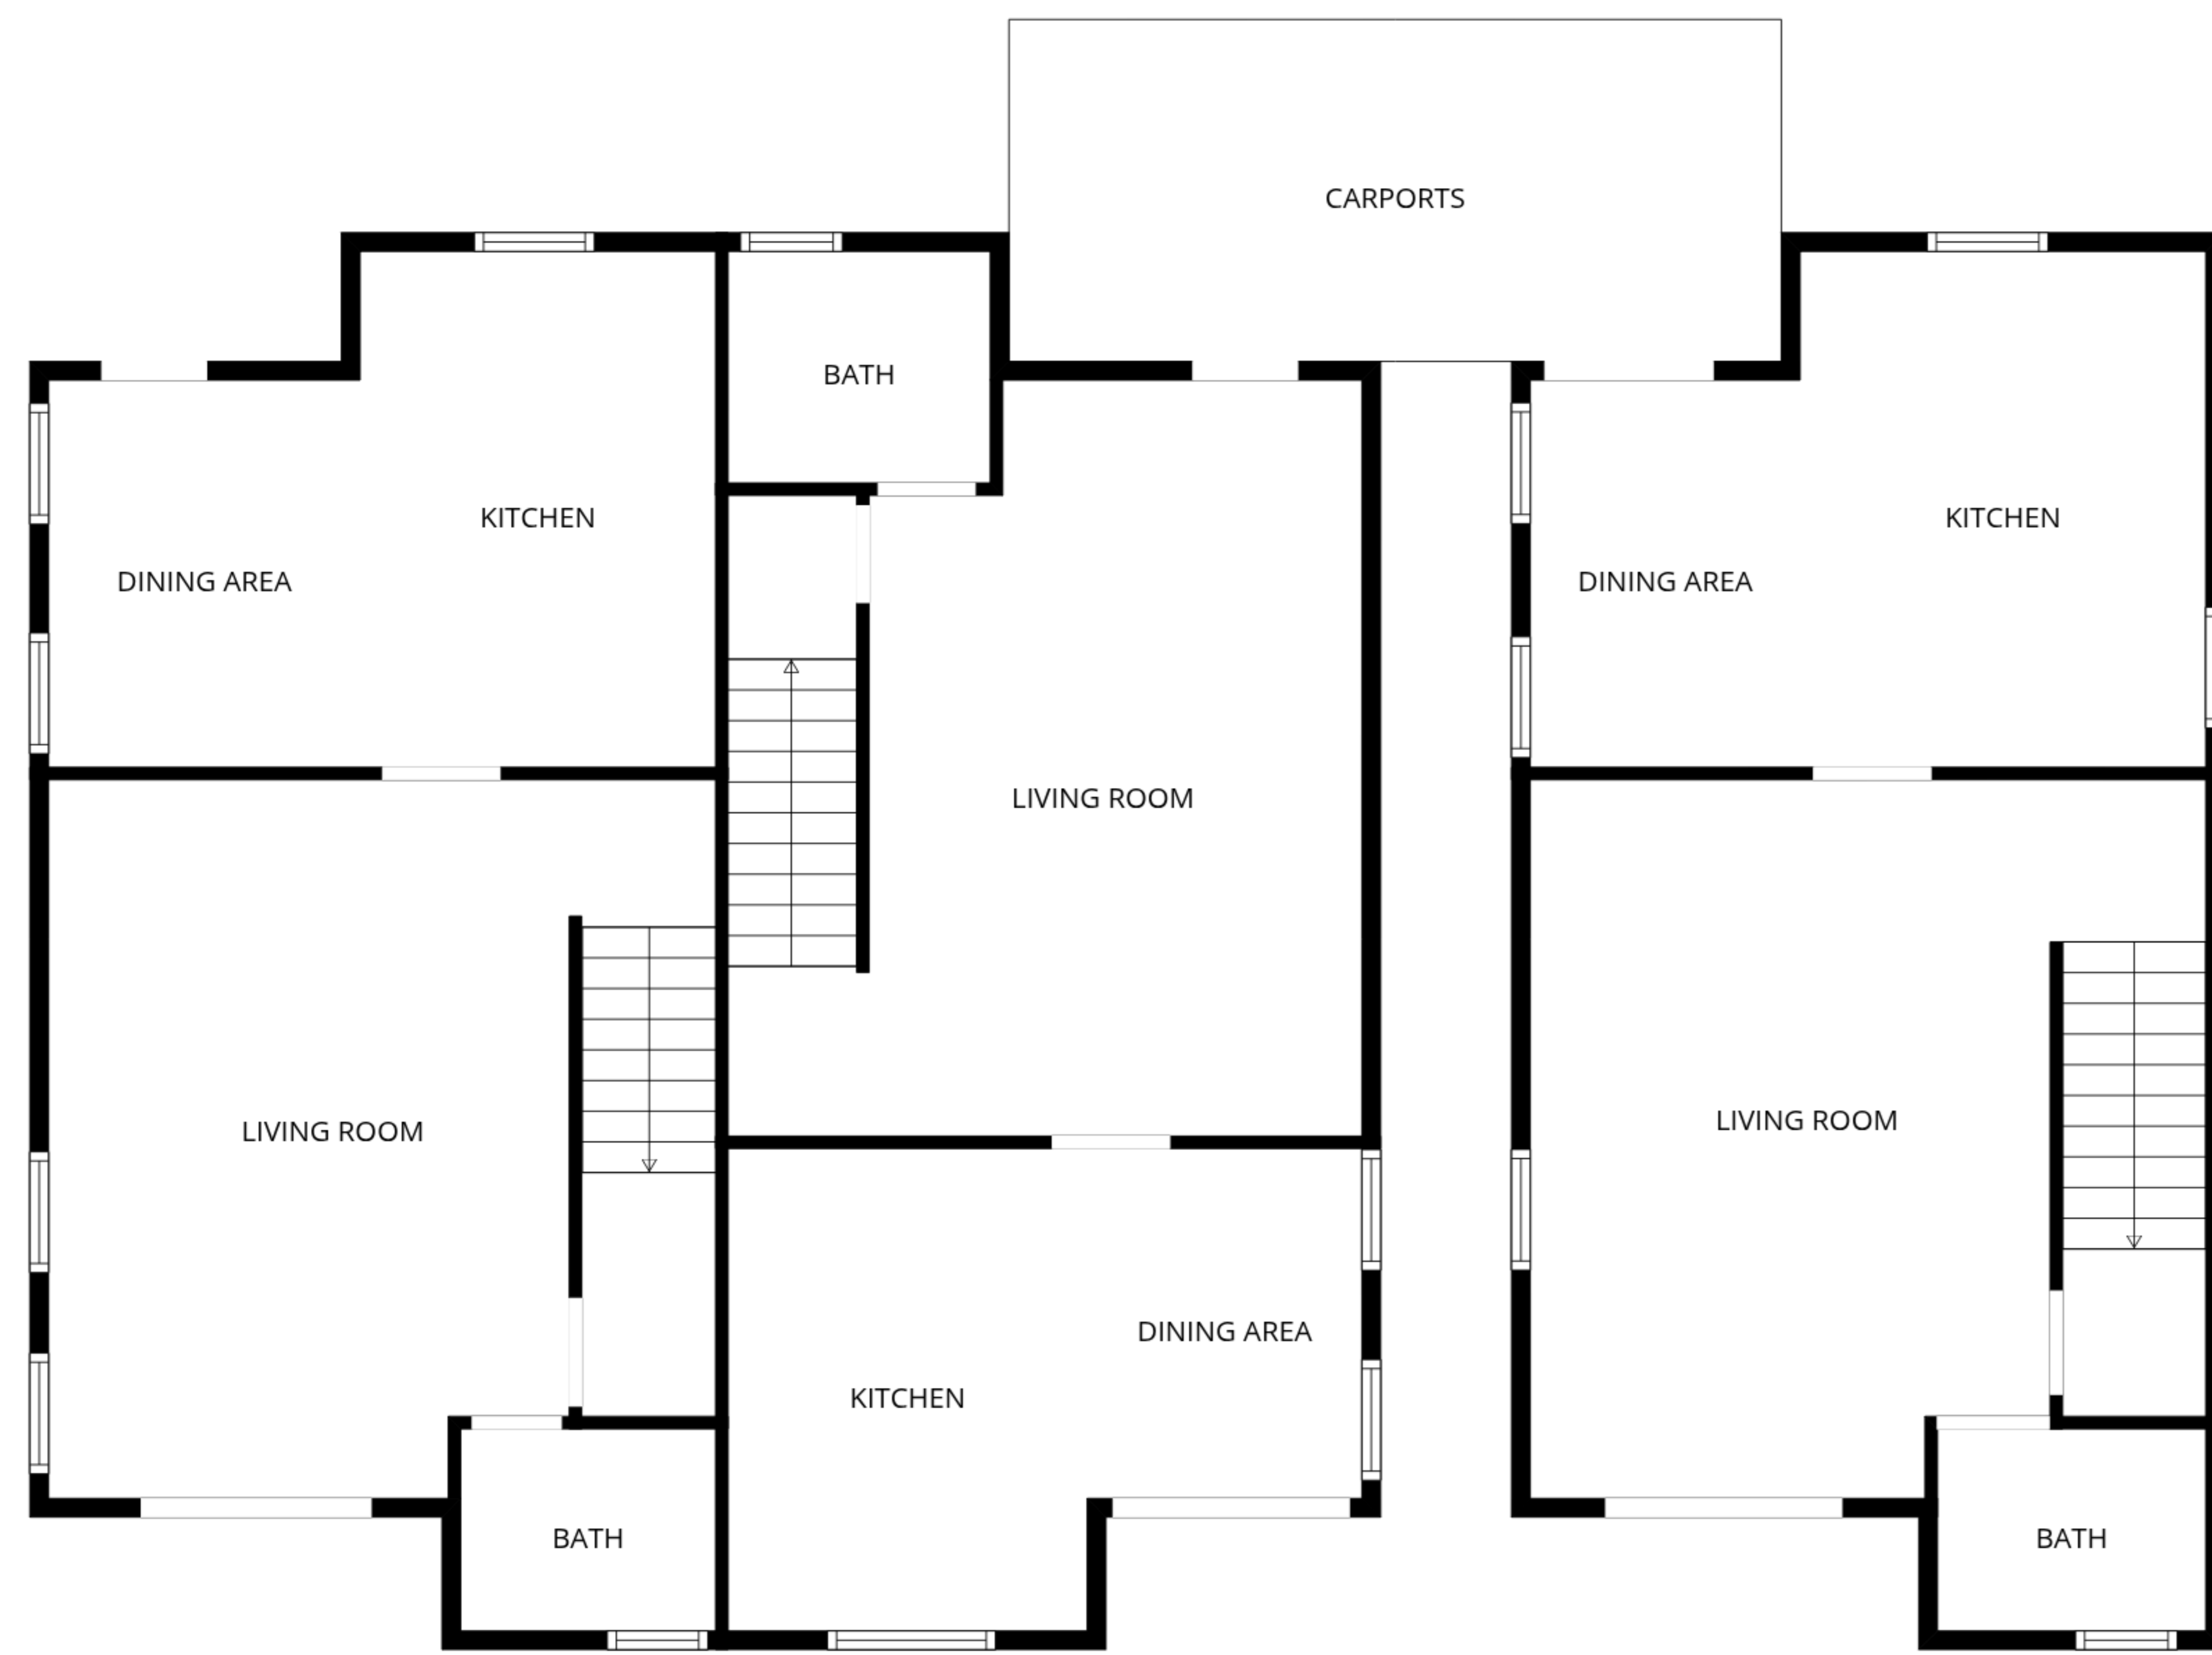 CARPORTS
BATH
KITCHEN
KITCHEN
DINING AREA
DINING AREA
LIVING ROOM
LIVING ROOM
LIVING ROOM
DINING AREA
KITCHEN
BATH
BATH